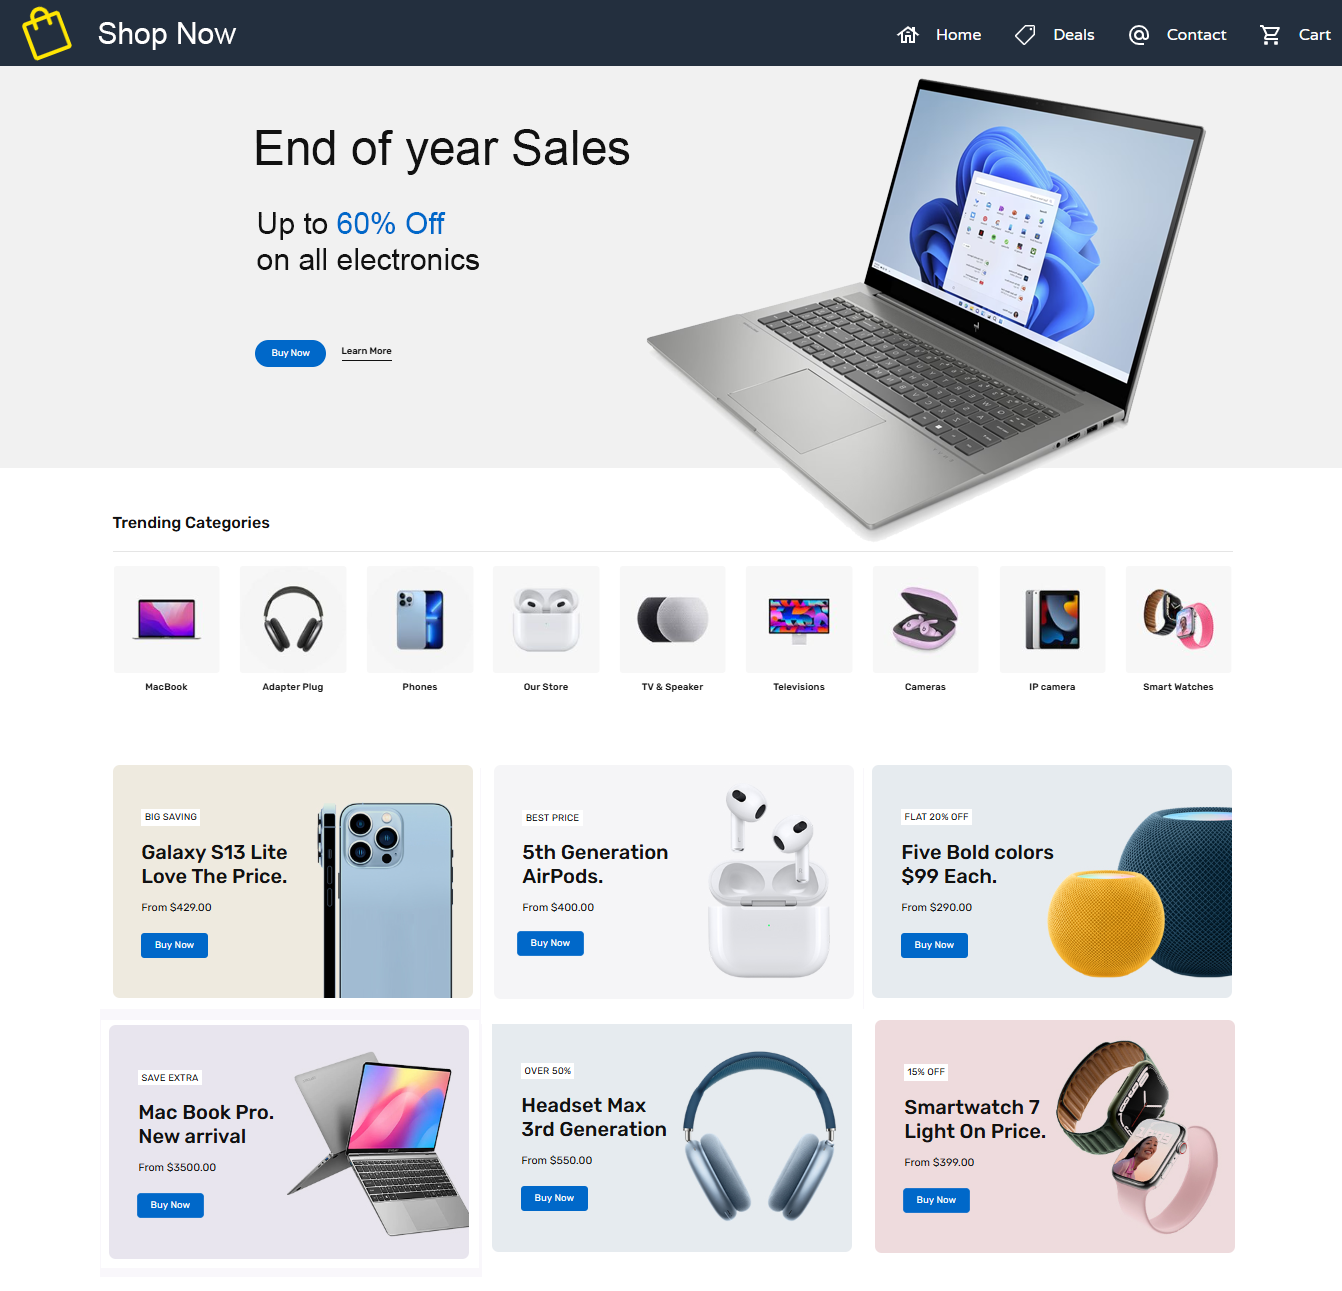 Shop Now
Home
Deals
Contact
Cart
End of year Sales
Up to 60% Off
on all electronics
Buy Now
Learn More
Trending Categories
MacBook
Adapter Plug
Phones
Our Store
TV & Speaker
Televisions
Cameras
IP camera
Smart Watches
BIG SAVING
Galaxy S13 Lite
Love The Price.
From $429.00
Buy Now
BEST PRICE
5th Generation
AirPods.
From $400.00
Buy Now
FLAT 20% OFF
Five Bold colors
$99 Each.
From $290.00
Buy Now
SAVE EXTRA
Mac Book Pro.
New arrival
From $3500.00
Buy Now
OVER 50%
Headset Max
3rd Generation
From $550.00
Buy Now
15% OFF
Smartwatch 7
Light On Price.
From $399.00
Buy Now